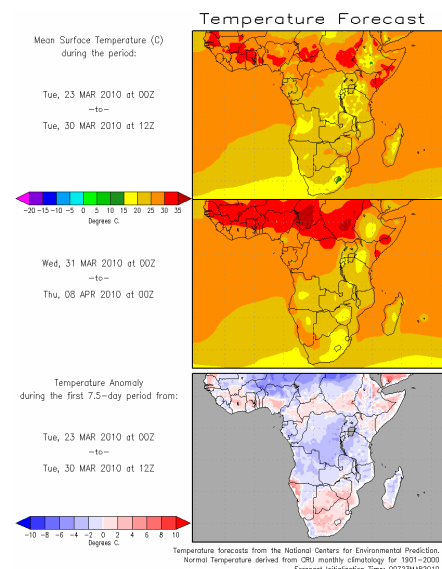 Temperature Forecast
Mean Surface Temperature (C)
during the period:
Tue, 23 MAR 2010 at 00Z
-to-
Tue, 30 MAR 2010 at 12Z
-20 -15 -10 -5 0 5 10 15 20 25 30 35
Degrees C.
Wed, 31 MAR 2010 at 00Z
-to-
Thu, 08 APR 2010 at 00Z
Temperature Anomaly
during the first 7.5-day period from:
Tue, 23 MAR 2010 at 00Z
-to-
Tue, 30 MAR 2010 at 12Z
-10 -8 -6 -4 -2 0 2 4 6 8 10
Degrees C.
Temperature forecasts from the National Centers for Environmental Prediction.
Normal Temperature derived from CRU monthly climatology for 1901-2000
Forecast Initialization Time: 00Z23MAR2010